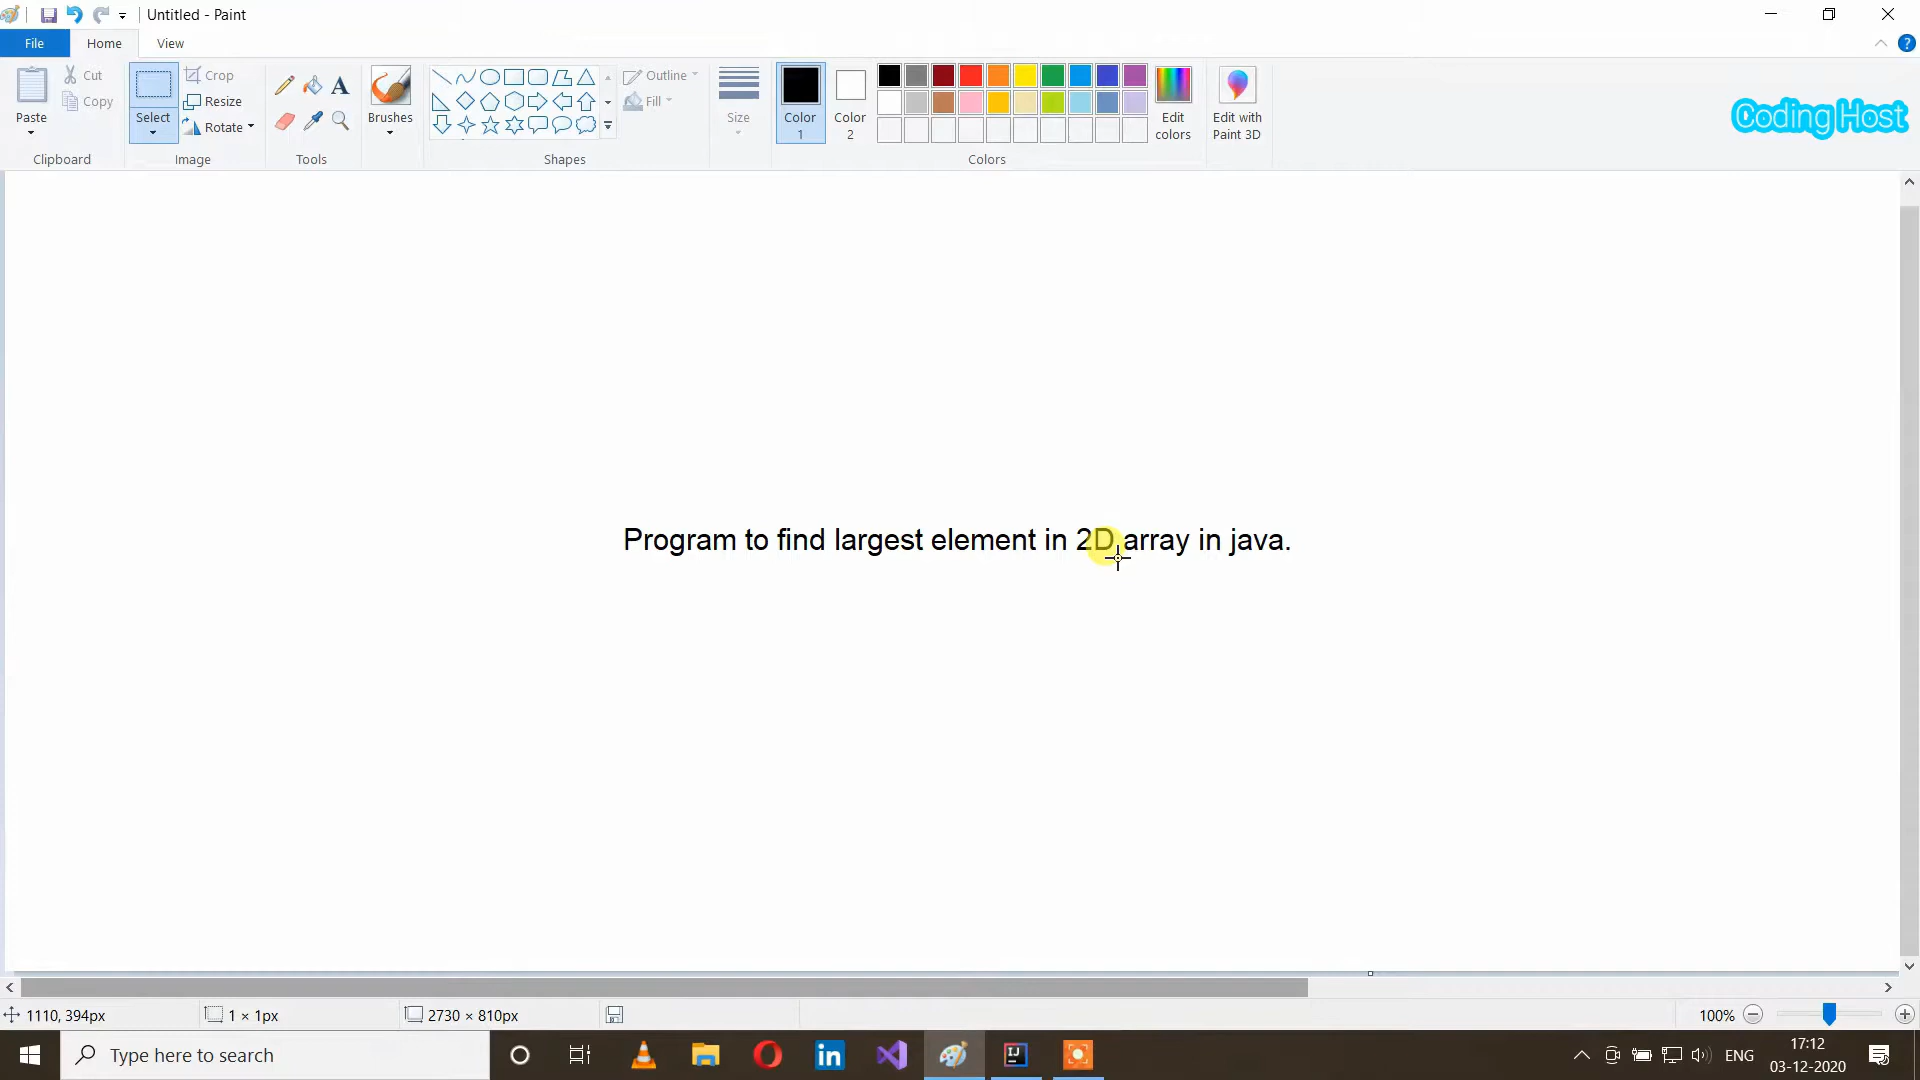 Untitled - Paint
File Home View
Paste
Cut
Copy
Clipboard
Select
Crop
Resize
Rotate
Image
Tools
Brushes
Shapes
Outline
Fill
Size
Color 1
Color 2
Colors
Edit colors
Edit with Paint 3D
Coding Host
Program to find largest element in 2D array in java.
1110, 394px
1 × 1px
2730 × 810px
100%
Type here to search
ENG
17:12
03-12-2020